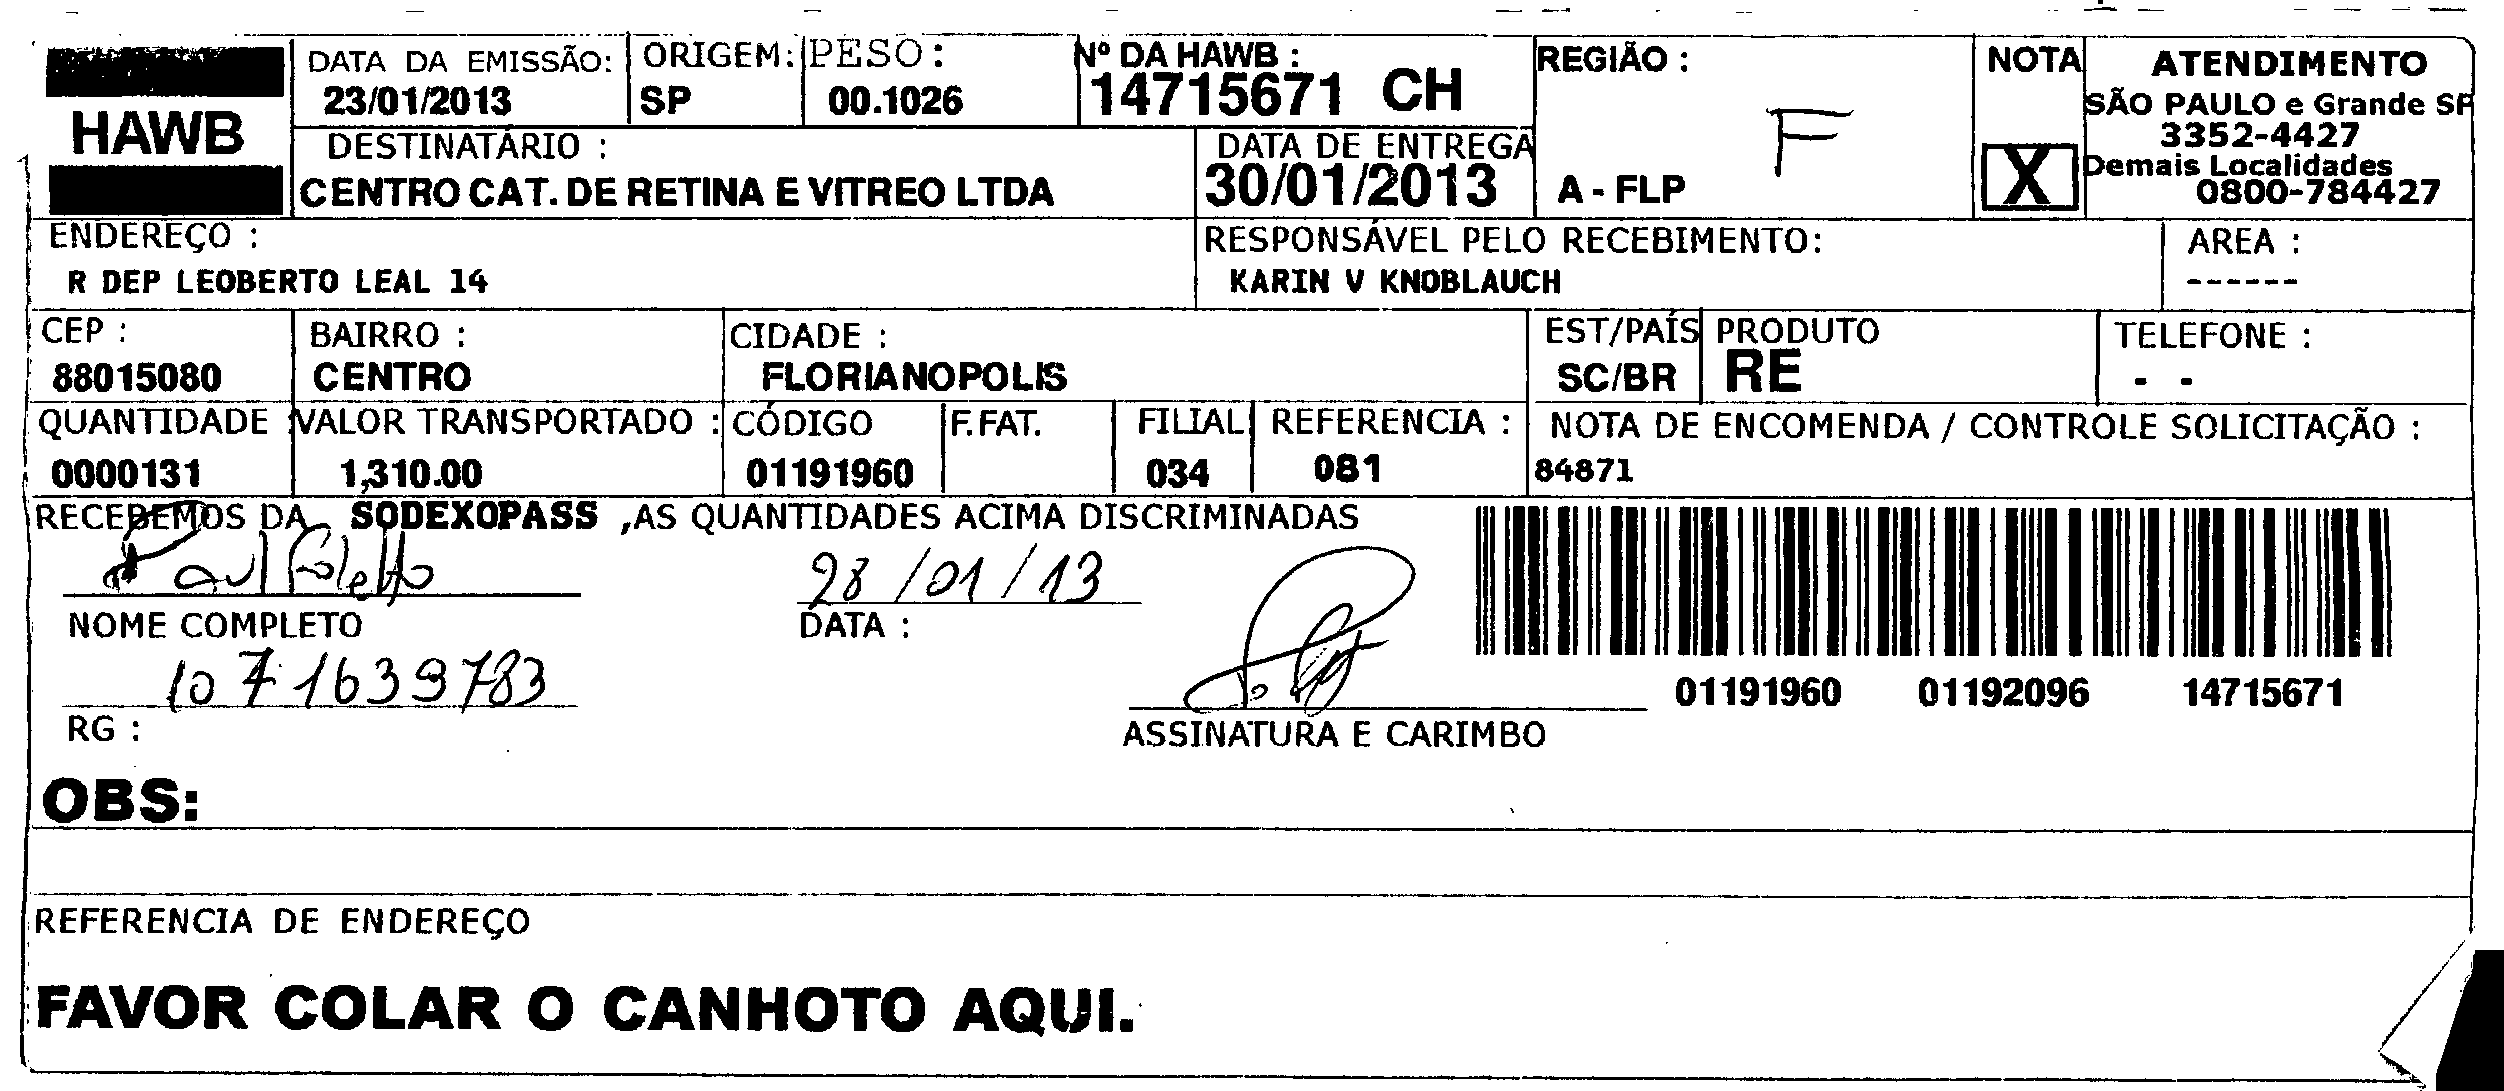 HAWB
DATA DA EMISSÃO:
23/01/2013
ORIGEM:
SP
PESO :
00.1026
Nº DA HAWB :
14715671 CH
REGIÃO :
F
A - FLP
NOTA
X
ATENDIMENTO
SÃO PAULO e Grande SP
3352-4427
Demais Localidades
0800-784427
DESTINATÁRIO :
CENTRO CAT. DE RETINA E VITREO LTDA
DATA DE ENTREGA
30/01/2013
ENDEREÇO :
R DEP LEOBERTO LEAL 14
RESPONSÁVEL PELO RECEBIMENTO:
KARIN V KNOBLAUCH
AREA :
------
CEP :
88015080
BAIRRO :
CENTRO
CIDADE :
FLORIANOPOLIS
EST/PAÍS
SC/BR
PRODUTO
RE
TELEFONE :
- -
QUANTIDADE
0000131
VALOR TRANSPORTADO :
1,310.00
CÓDIGO
01191960
F.FAT.
FILIAL
034
REFERENCIA :
081
NOTA DE ENCOMENDA / CONTROLE SOLICITAÇÃO :
84871
RECEBEMOS DA SODEXOPASS ,AS QUANTIDADES ACIMA DISCRIMINADAS
28/01/13
NOME COMPLETO
DATA :
1071639783
RG :
ASSINATURA E CARIMBO
01191960 01192096 14715671
OBS:
REFERENCIA DE ENDEREÇO
FAVOR COLAR O CANHOTO AQUI.